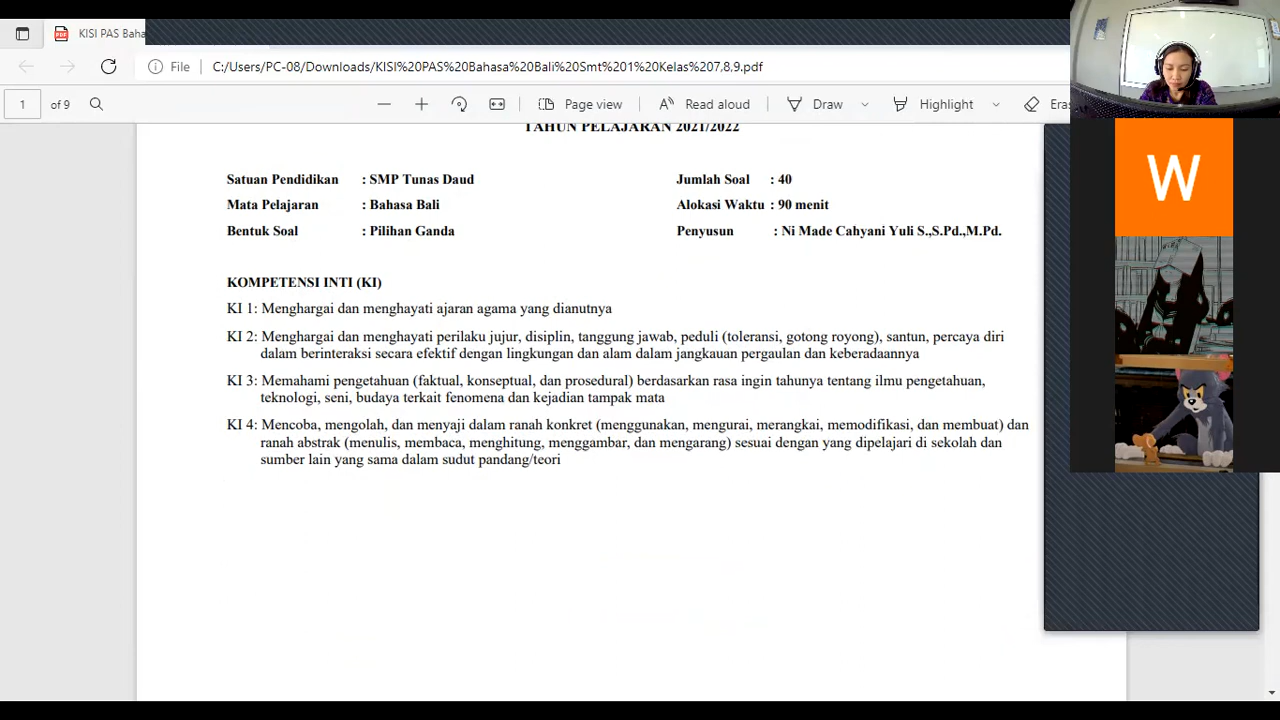 KISI PAS Baha
File
C:/Users/PC-08/Downloads/KISI%20PAS%20Bahasa%20Bali%20Smt%201%20Kelas%207,8,9.pdf
1 of 9
Page view
Read aloud
Draw
Highlight
Eras
TAHUN PELAJARAN 2021/2022
Satuan Pendidikan : SMP Tunas Daud Jumlah Soal : 40
Mata Pelajaran : Bahasa Bali Alokasi Waktu : 90 menit
Bentuk Soal : Pilihan Ganda Penyusun : Ni Made Cahyani Yuli S.,S.Pd.,M.Pd.
KOMPETENSI INTI (KI)
KI 1: Menghargai dan menghayati ajaran agama yang dianutnya
KI 2: Menghargai dan menghayati perilaku jujur, disiplin, tanggung jawab, peduli (toleransi, gotong royong), santun, percaya diri
dalam berinteraksi secara efektif dengan lingkungan dan alam dalam jangkauan pergaulan dan keberadaannya
KI 3: Memahami pengetahuan (faktual, konseptual, dan prosedural) berdasarkan rasa ingin tahunya tentang ilmu pengetahuan,
teknologi, seni, budaya terkait fenomena dan kejadian tampak mata
KI 4: Mencoba, mengolah, dan menyaji dalam ranah konkret (menggunakan, mengurai, merangkai, memodifikasi, dan membuat) dan
ranah abstrak (menulis, membaca, menghitung, menggambar, dan mengarang) sesuai dengan yang dipelajari di sekolah dan
sumber lain yang sama dalam sudut pandang/teori
W